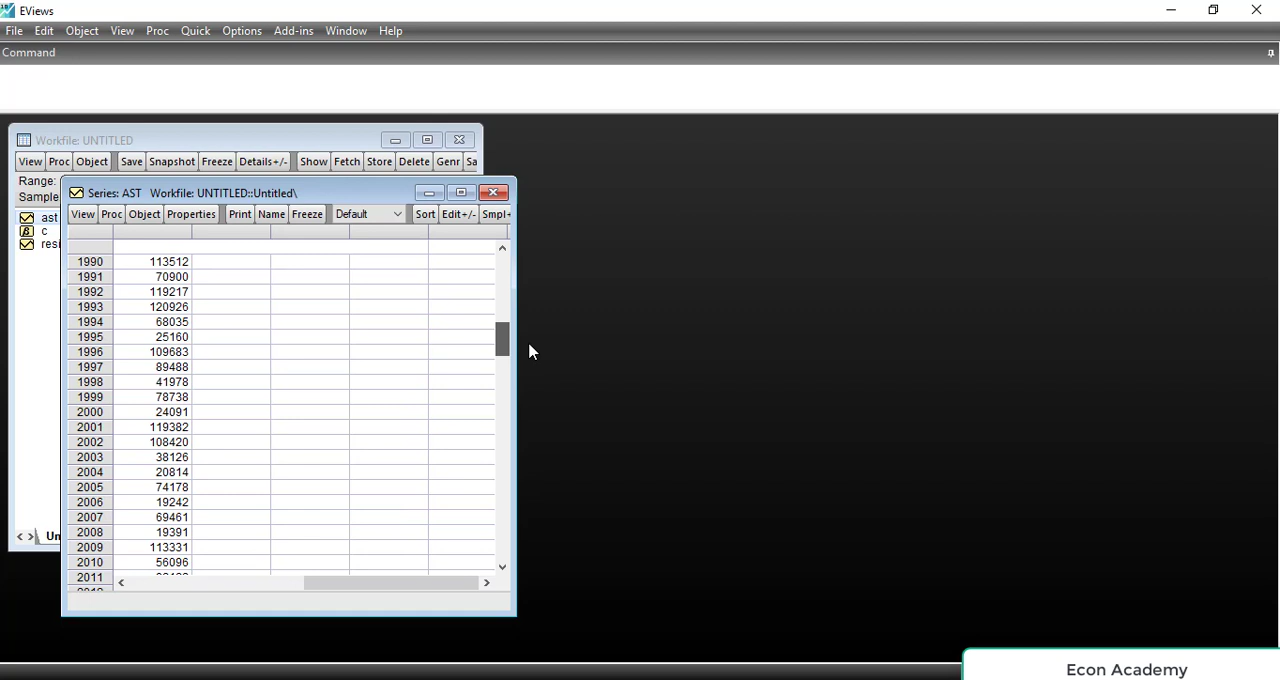 EViews
File Edit Object View Proc Quick Options Add-ins Window Help
Command
Workfile: UNTITLED
View Proc Object Save Snapshot Freeze Details+/- Show Fetch Store Delete Genr Sa
Range:
Sample
Series: AST Workfile: UNTITLED::Untitled\
View Proc Object Properties Print Name Freeze Default Sort Edit+/- Smpl+
ast
c
resi
1990 113512
1991 70900
1992 119217
1993 120926
1994 68035
1995 25160
1996 109683
1997 89488
1998 41978
1999 78738
2000 24091
2001 119382
2002 108420
2003 38126
2004 20814
2005 74178
2006 19242
2007 69461
2008 19391
2009 113331
2010 56096
2011
Un
Econ Academy